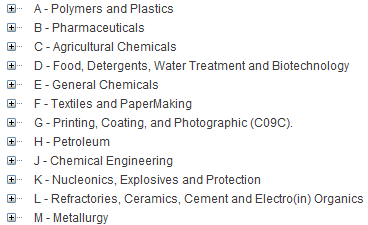 A - Polymers and Plastics
B - Pharmaceuticals
C - Agricultural Chemicals
D - Food, Detergents, Water Treatment and Biotechnology
E - General Chemicals
F - Textiles and PaperMaking
G - Printing, Coating, and Photographic (C09C).
H - Petroleum
J - Chemical Engineering
K - Nucleonics, Explosives and Protection
L - Refractories, Ceramics, Cement and Electro(in) Organics
M - Metallurgy